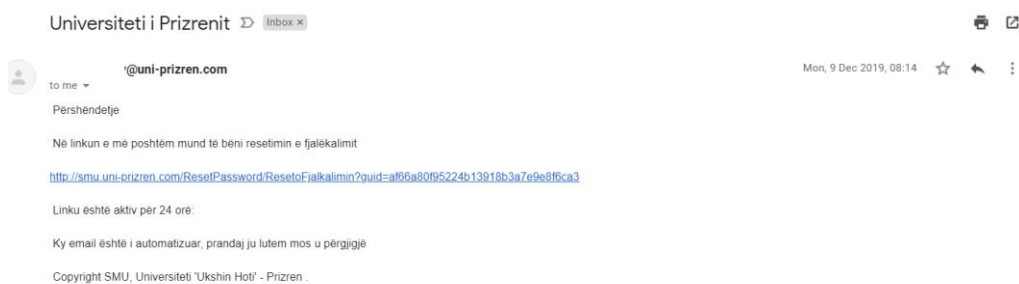 Universiteti i Prizrenit Inbox ×
@uni-prizren.com Mon, 9 Dec 2019, 08:14
to me
Përshëndetje
Në linkun e më poshtëm mund të bëni resetimin e fjalëkalimit
http://smu.uni-prizren.com/ResetPassword/ResetoFjalkalimin?guid=af66a80f95224b13918b3a7e9e8f6ca3
Linku është aktiv për 24 orë:
Ky email është i automatizuar, prandaj ju lutem mos u përgjigjë
Copyright SMU, Universiteti 'Ukshin Hoti' - Prizren .